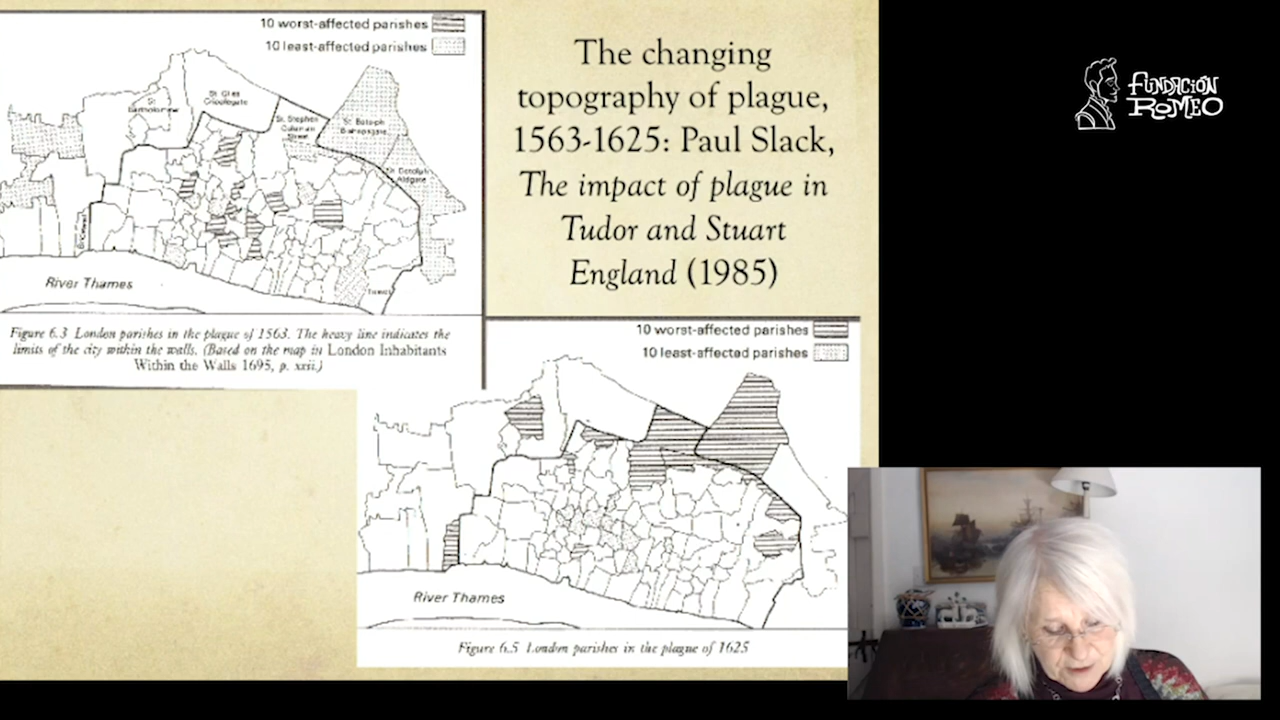 10 worst-affected parishes
10 least-affected parishes
St. Bartholomew
St. Giles
Cripplegate
St. Stephen
Coleman
Street
St. Botolph
Bishopsgate
St. Botolph
Aldgate
Tower
River Thames
Figure 6.3 London parishes in the plague of 1563. The heavy line indicates the
limits of the city within the walls. (Based on the map in London Inhabitants
Within the Walls 1695, p. xxii.)
The changing
topography of plague,
1563-1625: Paul Slack,
The impact of plague in
Tudor and Stuart
England (1985)
10 worst-affected parishes
10 least-affected parishes
River Thames
Figure 6.5 London parishes in the plague of 1625
FUNDACIÓN
ROMEO